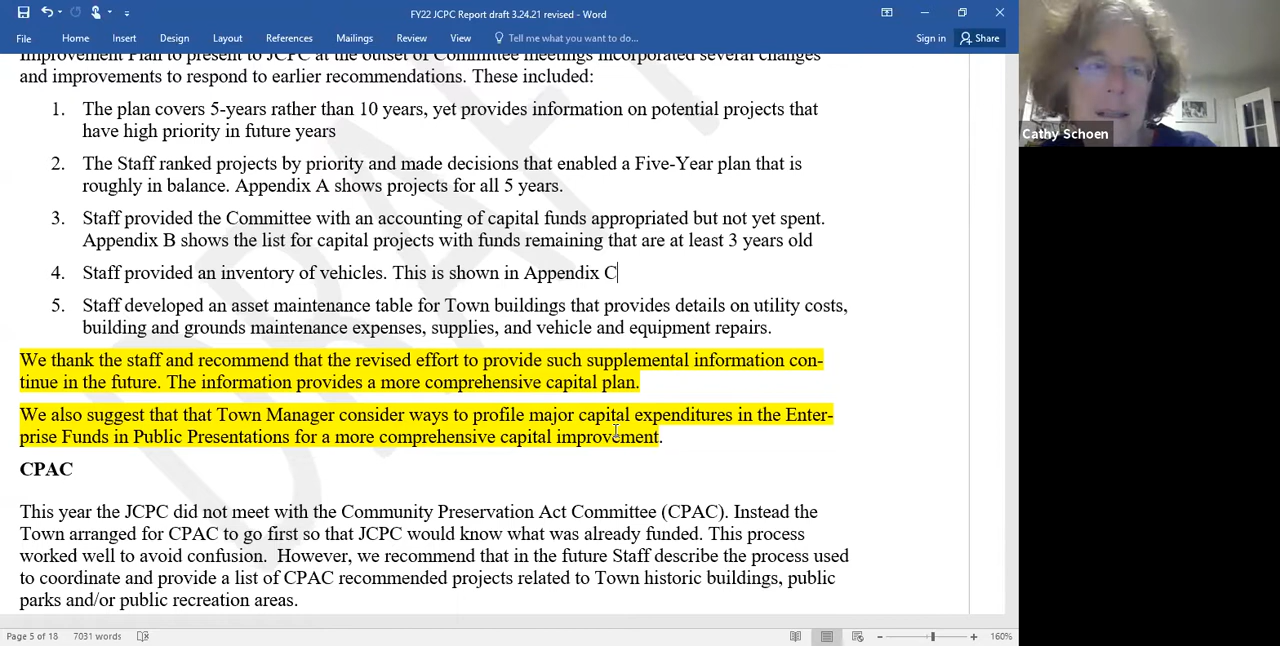 FY22 JCPC Report draft 3.24.21 revised - Word
File Home Insert Design Layout References Mailings Review View Tell me what you want to do... Sign in Share
Improvement Plan to present to JCPC at the outset of Committee meetings incorporated several changes
and improvements to respond to earlier recommendations. These included:
1. The plan covers 5-years rather than 10 years, yet provides information on potential projects that
have high priority in future years
2. The Staff ranked projects by priority and made decisions that enabled a Five-Year plan that is
roughly in balance. Appendix A shows projects for all 5 years.
3. Staff provided the Committee with an accounting of capital funds appropriated but not yet spent.
Appendix B shows the list for capital projects with funds remaining that are at least 3 years old
4. Staff provided an inventory of vehicles. This is shown in Appendix C
5. Staff developed an asset maintenance table for Town buildings that provides details on utility costs,
building and grounds maintenance expenses, supplies, and vehicle and equipment repairs.
We thank the staff and recommend that the revised effort to provide such supplemental information con-
tinue in the future. The information provides a more comprehensive capital plan.
We also suggest that that Town Manager consider ways to profile major capital expenditures in the Enter-
prise Funds in Public Presentations for a more comprehensive capital improvement.
CPAC
This year the JCPC did not meet with the Community Preservation Act Committee (CPAC). Instead the
Town arranged for CPAC to go first so that JCPC would know what was already funded. This process
worked well to avoid confusion. However, we recommend that in the future Staff describe the process used
to coordinate and provide a list of CPAC recommended projects related to Town historic buildings, public
parks and/or public recreation areas.
Page 5 of 18 7031 words 160%
Cathy Schoen